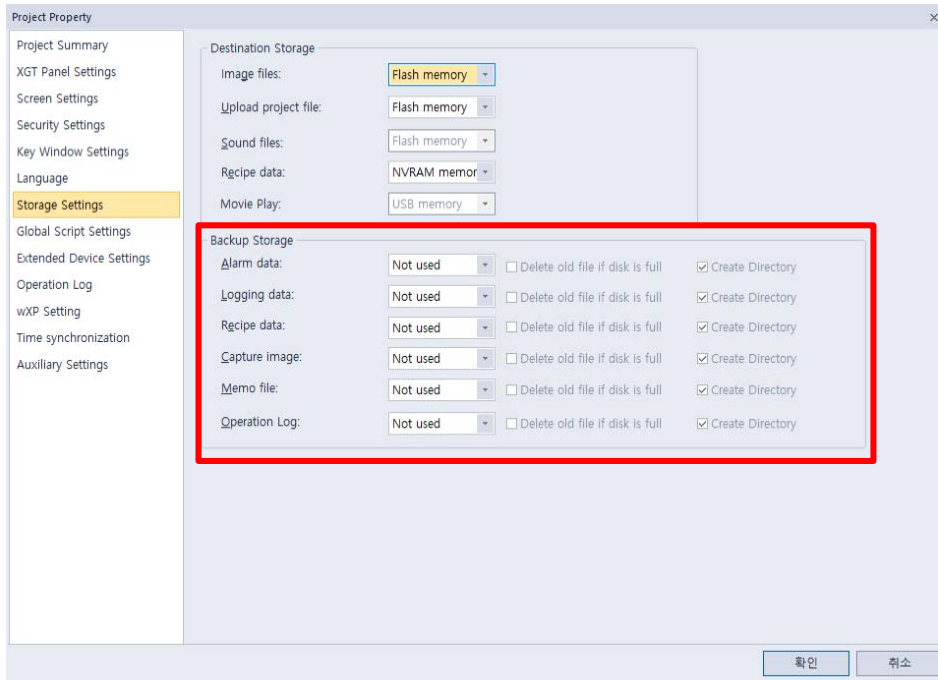 Project Property
Project Summary
XGT Panel Settings
Screen Settings
Security Settings
Key Window Settings
Language
Storage Settings
Global Script Settings
Extended Device Settings
Operation Log
wXP Setting
Time synchronization
Auxiliary Settings
Destination Storage
Image files: Flash memory
Upload project file: Flash memory
Sound files: Flash memory
Recipe data: NVRAM memor
Movie Play: USB memory
Backup Storage
Alarm data: Not used Delete old file if disk is full Create Directory
Logging data: Not used Delete old file if disk is full Create Directory
Recipe data: Not used Delete old file if disk is full Create Directory
Capture image: Not used Delete old file if disk is full Create Directory
Memo file: Not used Delete old file if disk is full Create Directory
Operation Log: Not used Delete old file if disk is full Create Directory
확인 취소